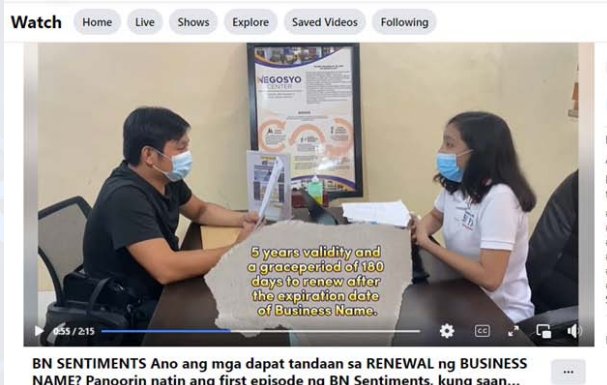 Watch Home Live Shows Explore Saved Videos Following
NEGOSYO
CENTER
5 years validity and
a graceperiod of 180
days to renew after
the expiration date
of Business Name.
0:55 / 2:15
BN SENTIMENTS Ano ang mga dapat tandaan sa RENEWAL ng BUSINESS
NAME? Panoorin natin ang first episode ng BN Sentiments, kung saan...